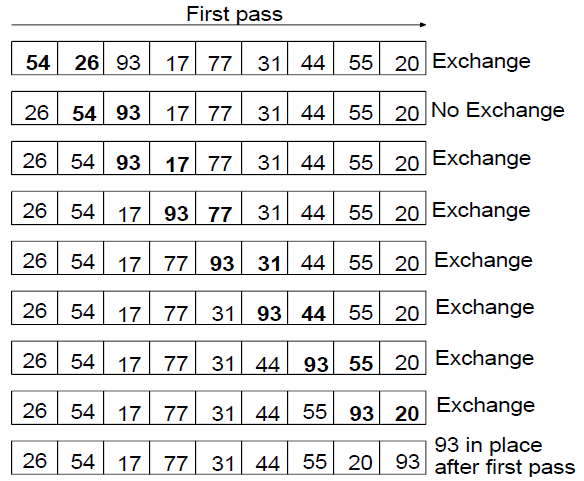 First pass
54 26 93 17 77 31 44 55 20 Exchange
26 54 93 17 77 31 44 55 20 No Exchange
26 54 93 17 77 31 44 55 20 Exchange
26 54 17 93 77 31 44 55 20 Exchange
26 54 17 77 93 31 44 55 20 Exchange
26 54 17 77 31 93 44 55 20 Exchange
26 54 17 77 31 44 93 55 20 Exchange
26 54 17 77 31 44 55 93 20 Exchange
26 54 17 77 31 44 55 20 93 93 in place
after first pass